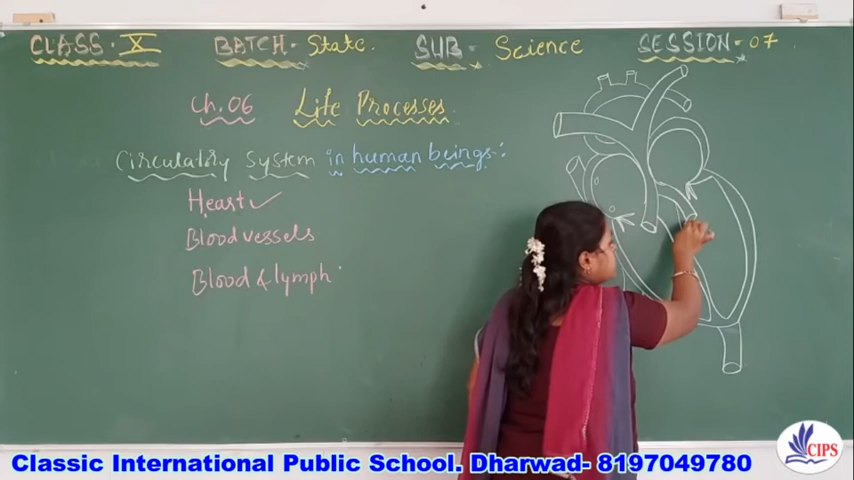 CLASS - X BATCH - State. SUB - Science SESSION - 07
Ch. 06 Life Processes.
Circulatory System in human beings -:
Heart ✓
Blood vessels
Blood & lymph
CIPS
Classic International Public School. Dharwad- 8197049780